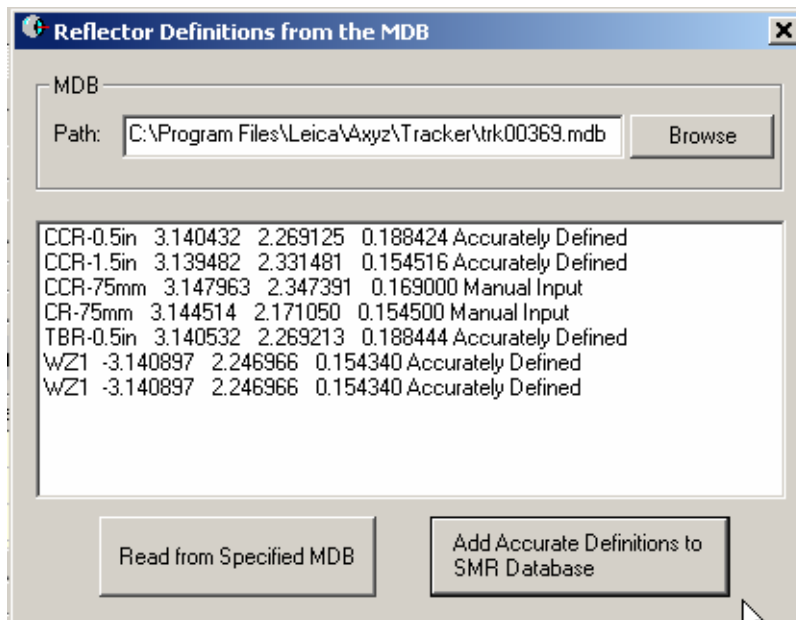 Reflector Definitions from the MDB
MDB
Path: C:\Program Files\Leica\Axyz\Tracker\trk00369.mdb Browse
CCR-0.5in 3.140432 2.269125 0.188424 Accurately Defined
CCR-1.5in 3.139482 2.331481 0.154516 Accurately Defined
CCR-75mm 3.147963 2.347391 0.169000 Manual Input
CR-75mm 3.144514 2.171050 0.154500 Manual Input
TBR-0.5in 3.140532 2.269213 0.188444 Accurately Defined
WZ1 -3.140897 2.246966 0.154340 Accurately Defined
WZ1 -3.140897 2.246966 0.154340 Accurately Defined
Read from Specified MDB
Add Accurate Definitions to
SMR Database